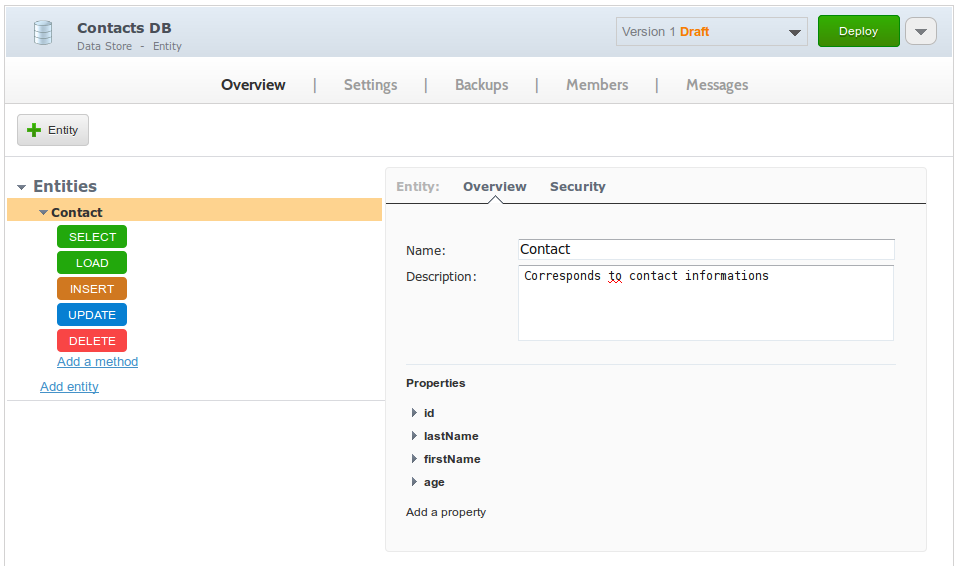 Contacts DB
Data Store - Entity
Version 1 Draft
Deploy
Overview | Settings | Backups | Members | Messages
Entity
Entities
Contact
SELECT
LOAD
INSERT
UPDATE
DELETE
Add a method
Add entity
Entity: Overview Security
Name: Contact
Description: Corresponds to contact informations
Properties
id
lastName
firstName
age
Add a property